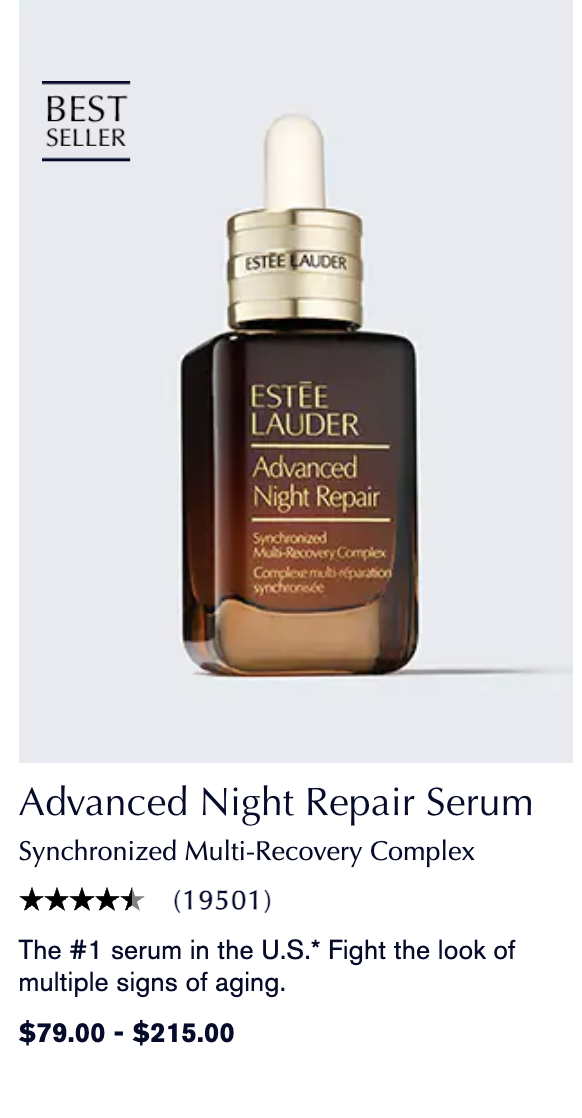 BEST
SELLER
ESTĒE LAUDER
ESTĒE
LAUDER
Advanced
Night Repair
Synchronized
Multi-Recovery Complex
Complexe multi-réparation
synchronisée
Advanced Night Repair Serum
Synchronized Multi-Recovery Complex
(19501)
The #1 serum in the U.S.* Fight the look of
multiple signs of aging.
$79.00 - $215.00